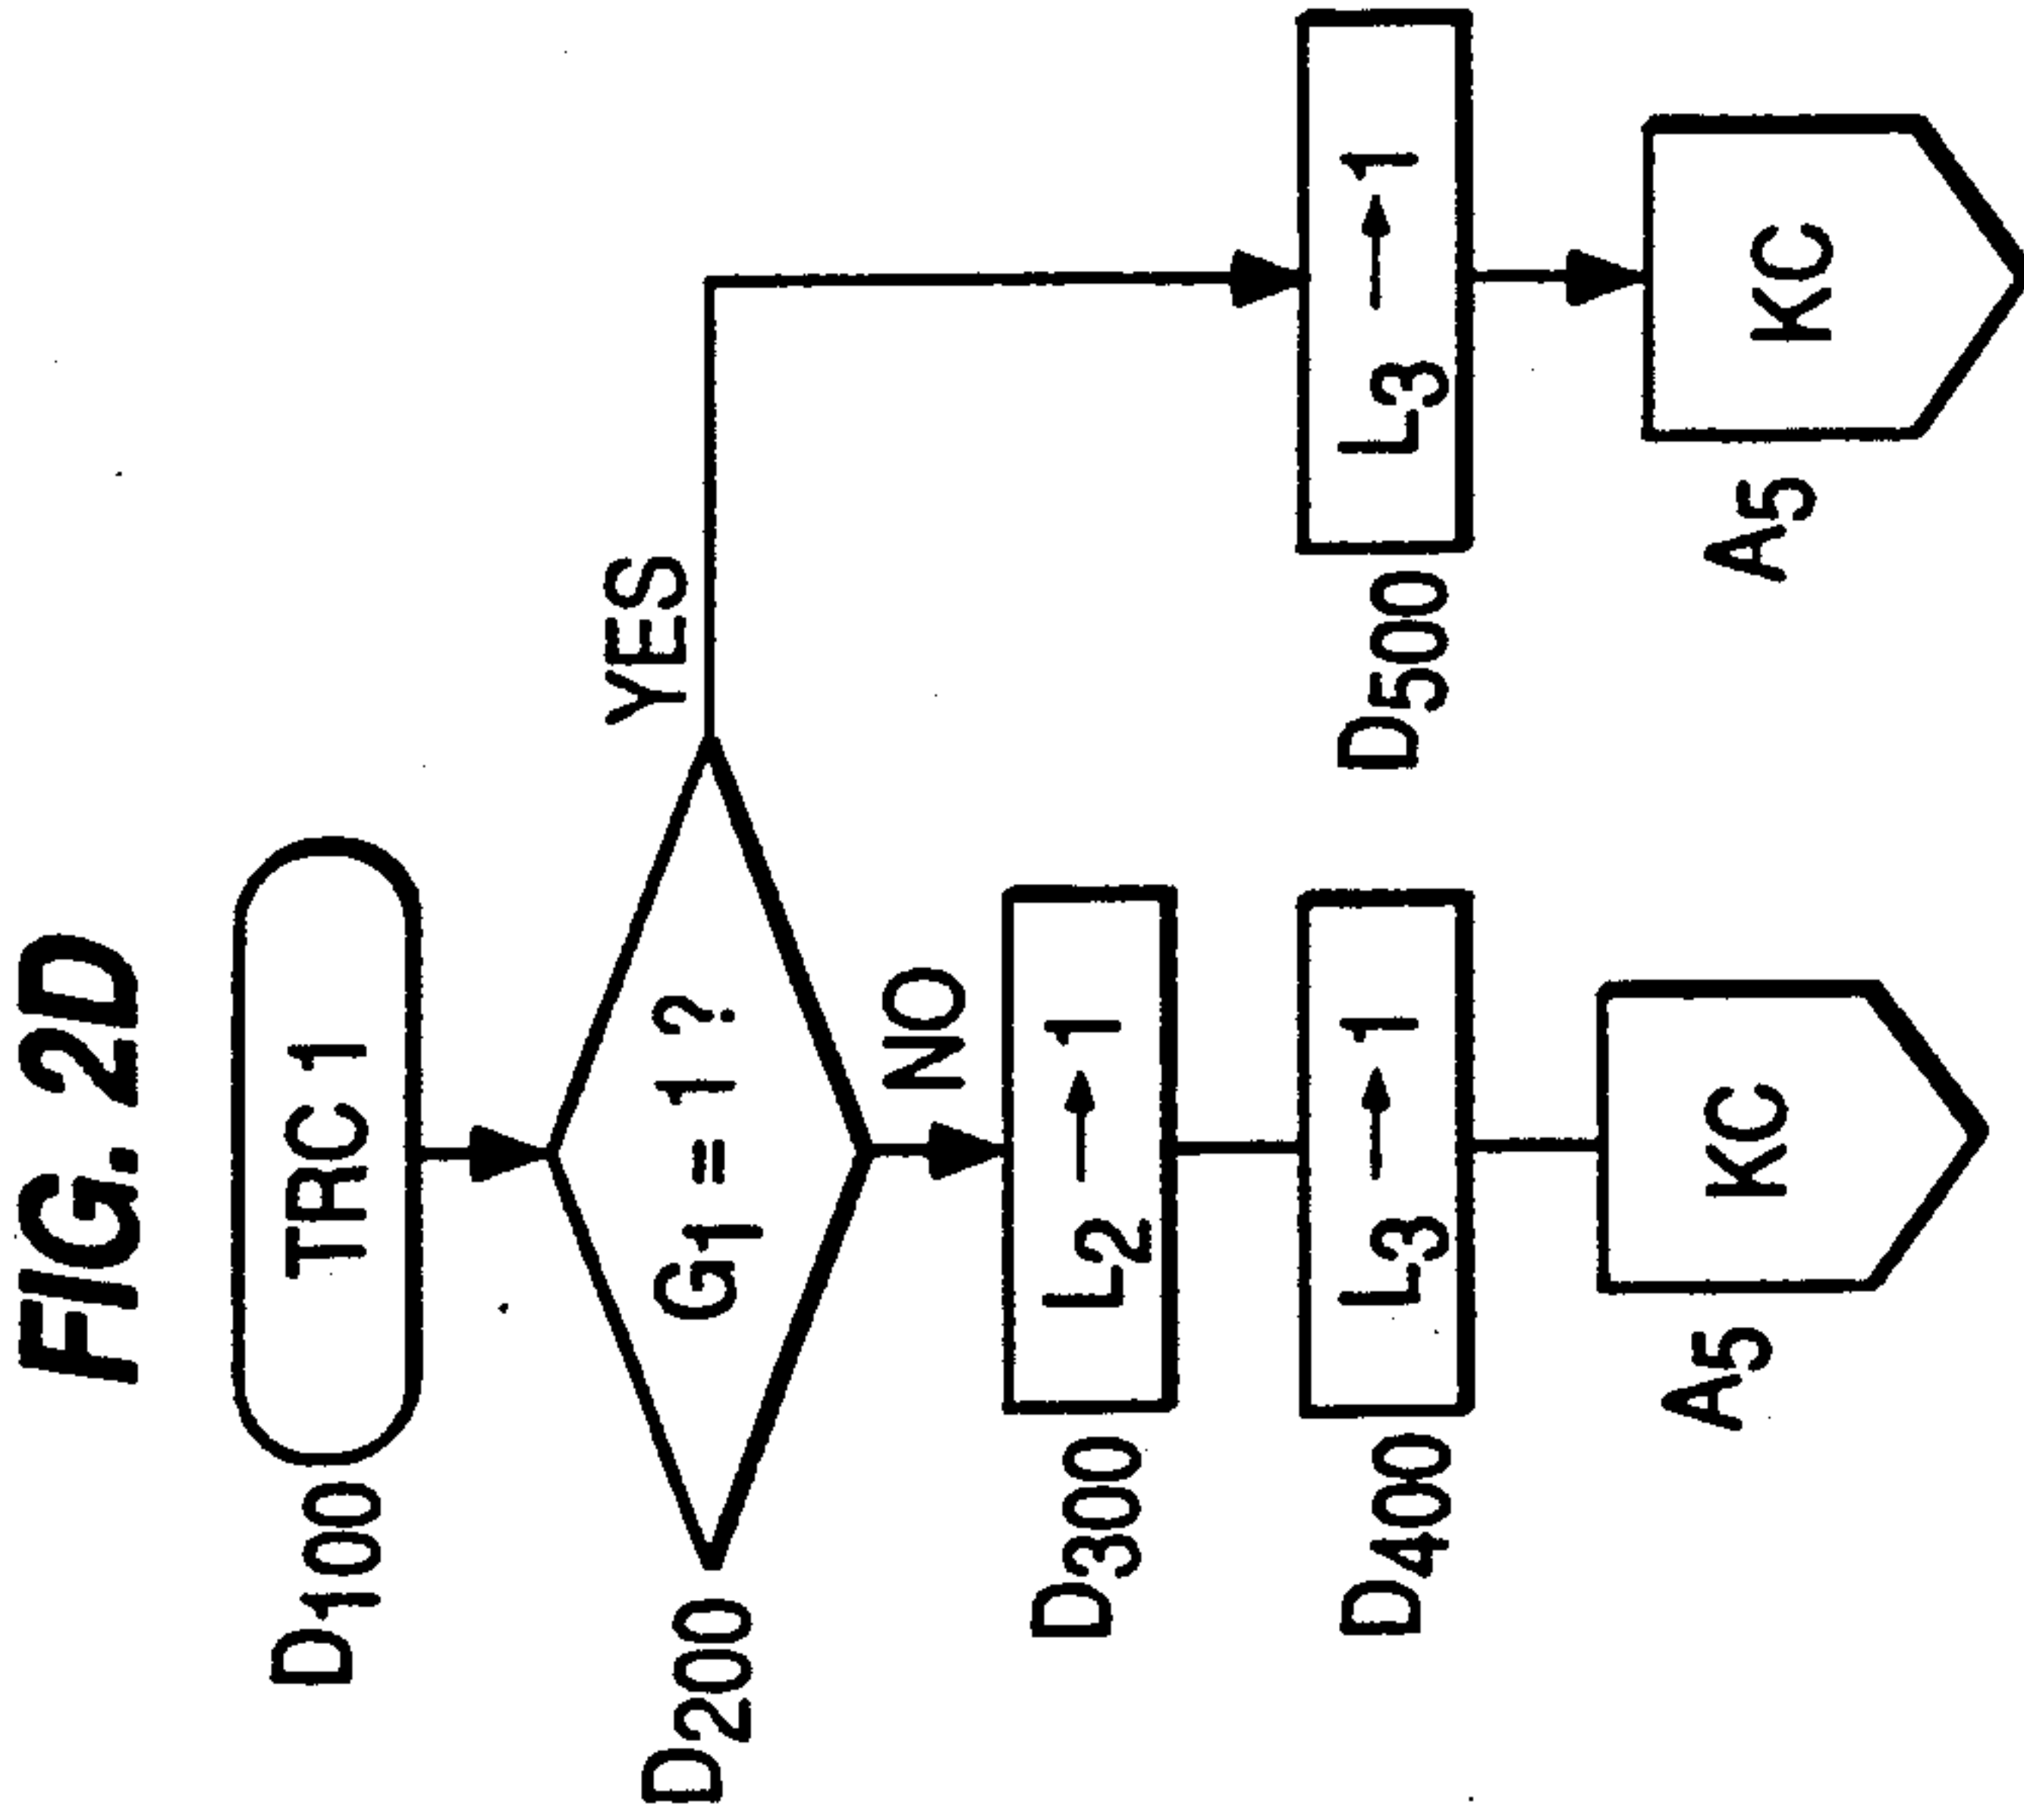 FIG. 2D
D100
TRC 1
D200
G1 = 1 ?
YES
NO
D300
L2 → 1
D400
L3 → 1
D500
L3 → 1
A5
KC
A5
KC